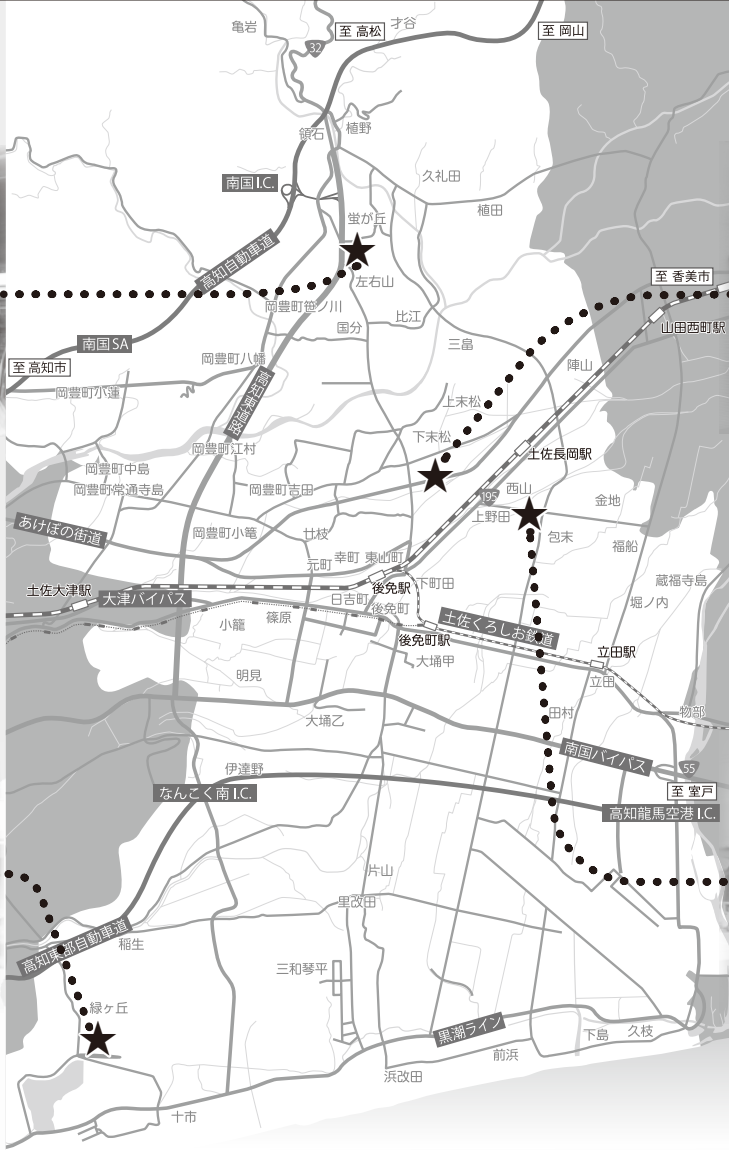 亀岩
才谷
至 高松
至 岡山
32
領石
植野
南国I.C.
久礼田
植田
蛍が丘
高知自動車道
左右山
至 香美市
岡豊町笹ノ川
比江
国分
山田西町駅
南国SA
三畠
岡豊町八幡
陣山
至 高知市
岡豊町小蓮
高知東道路
上末松
下末松
岡豊町江村
土佐長岡駅
岡豊町中島
岡豊町常通寺島
岡豊町吉田
西山
195
金地
上野田
あけぼの街道
岡豊町小篭
廿枝
包末
福船
幸町
東山町
元町
蔵福寺島
土佐大津駅
大津バイパス
後免駅
下町田
日吉町
堀ノ内
後免町
小籠
篠原
土佐くろしお鉄道
後免町駅
立田駅
大埇甲
明見
立田
田村
物部
大埇乙
南国バイパス
伊達野
55
なんこく南I.C.
至 室戸
高知龍馬空港I.C.
片山
里改田
高知東部自動車道
稲生
三和琴平
緑ヶ丘
黒潮ライン
下島
久枝
前浜
浜改田
十市